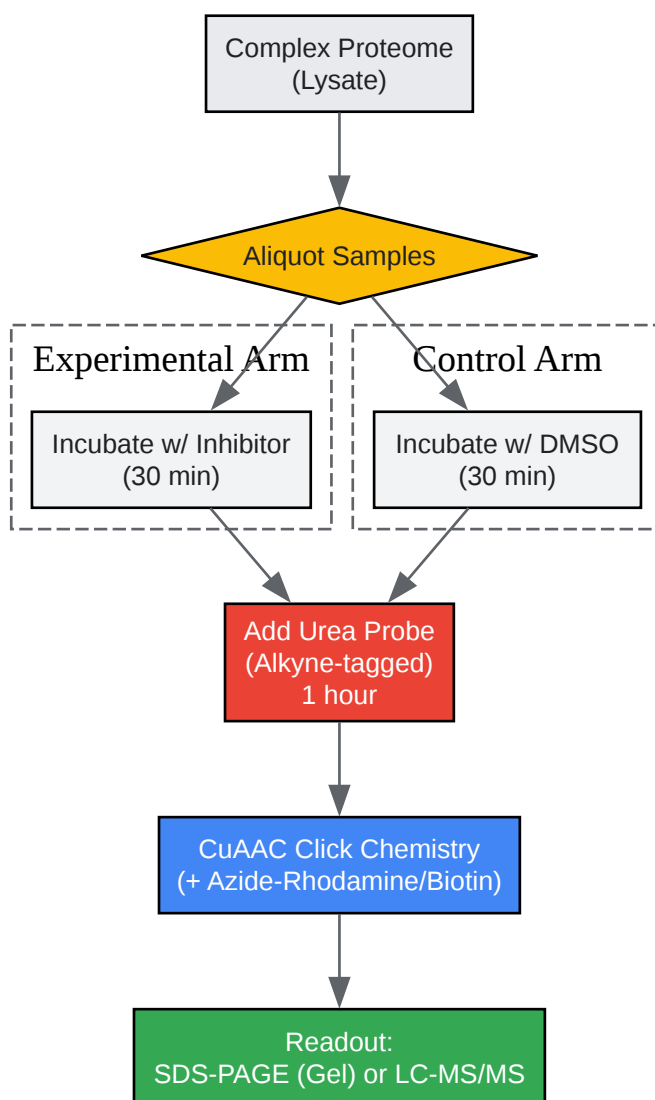 Complex Proteome
(Lysate)
Aliquot Samples
Experimental Arm
Control Arm
Incubate w/ Inhibitor
(30 min)
Incubate w/ DMSO
(30 min)
Add Urea Probe
(Alkyne-tagged)
1 hour
CuAAC Click Chemistry
(+ Azide-Rhodamine/Biotin)
Readout:
SDS-PAGE (Gel) or LC-MS/MS